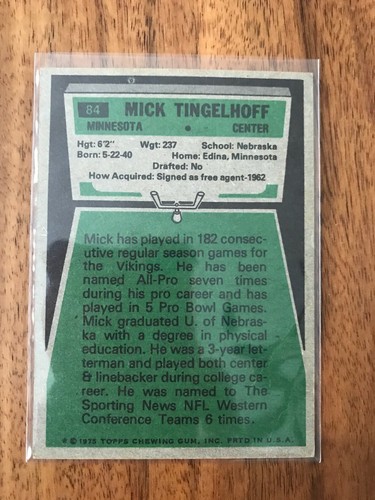 84 MICK TINGELHOFF
MINNESOTA • CENTER
Hgt: 6'2" Wgt: 237 School: Nebraska
Born: 5-22-40 Home: Edina, Minnesota
Drafted: No
How Acquired: Signed as free agent-1962
Mick has played in 182 consec-
utive regular season games for
the Vikings. He has been
named All-Pro seven times
during his pro career and has
played in 5 Pro Bowl Games.
Mick graduated U. of Nebras-
ka with a degree in physical
education. He was a 3-year let-
terman and played both center
& linebacker during college ca-
reer. He was named to The
Sporting News NFL Western
Conference Teams 6 times.
© 1975 TOPPS CHEWING GUM, INC. PRTD IN U.S.A.